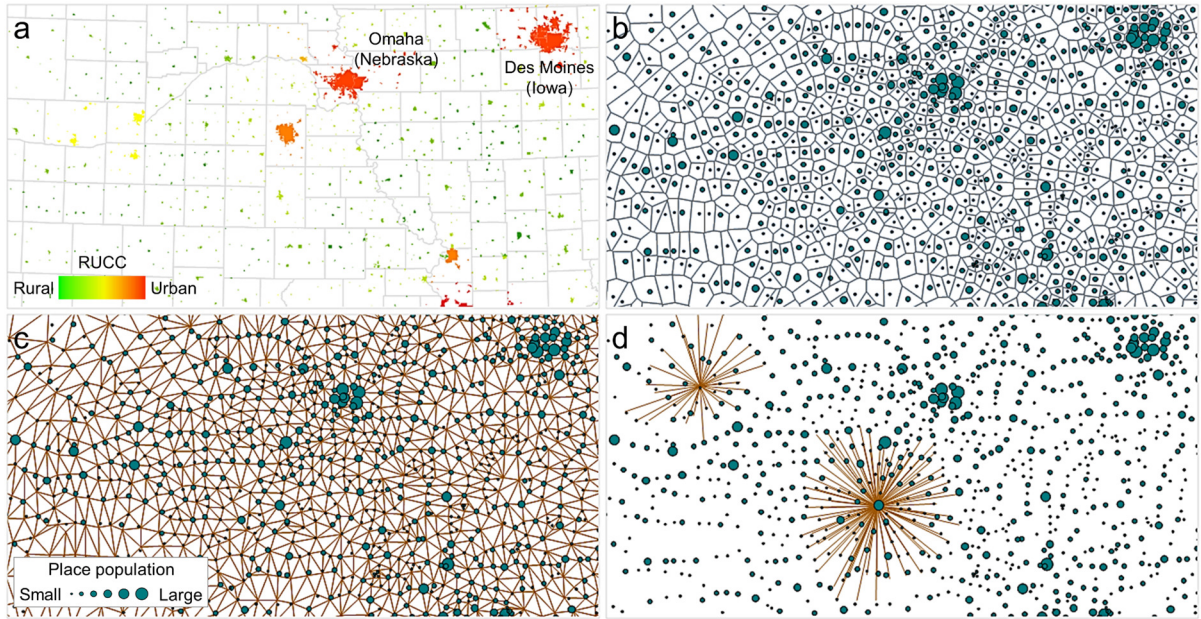 a
Omaha
(Nebraska)
Des Moines
(Iowa)
RUCC
Rural
Urban
b
c
Place population
Small
Large
d